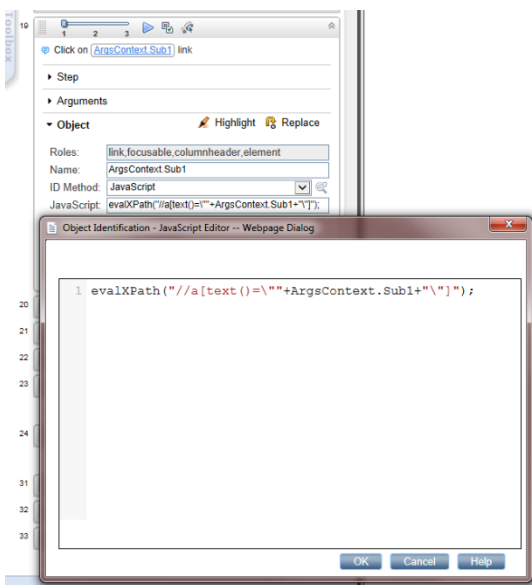 Toolbox
19
1 2 3
Click on ArgsContext.Sub1 link
Step
Arguments
Object Highlight Replace
Roles: link,focusable,columnheader,element
Name: ArgsContext.Sub1
ID Method: JavaScript
JavaScript: evalXPath("//a[text()=\""+ArgsContext.Sub1+"\"]");
Object Identification - JavaScript Editor -- Webpage Dialog
1 evalXPath("//a[text()=\""+ArgsContext.Sub1+"\"]");
20
21
22
23
24
31
32
33
OK Cancel Help